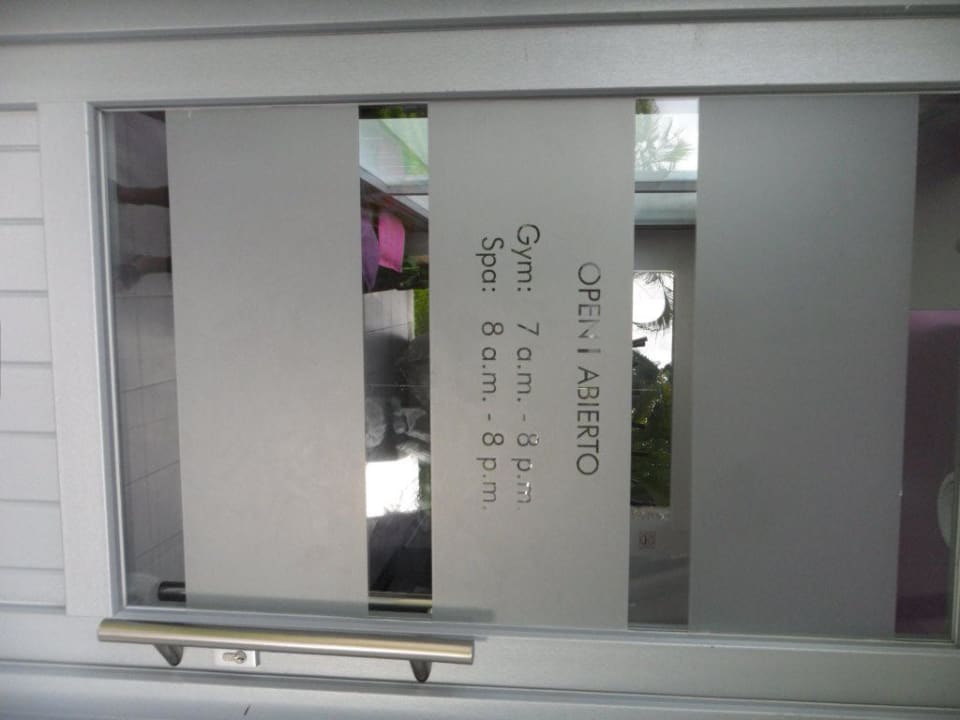 OPEN | ABIERTO
Gym: 7 a.m. - 8 p.m.
Spa: 8 a.m. - 8 p.m.